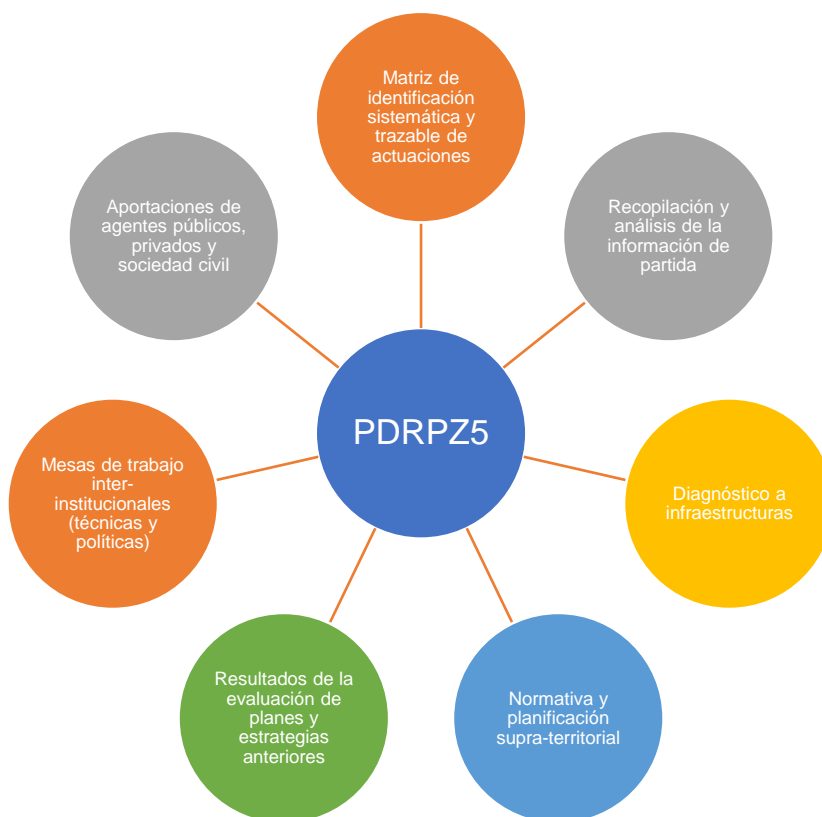 Matriz de
identificación
sistemática y
trazable de
actuaciones
Aportaciones de
agentes públicos,
privados y
sociedad civil
Recopilación y
análisis de la
información de
partida
PDRPZ5
Mesas de trabajo
inter-
institucionales
(técnicas y
políticas)
Diagnóstico a
infraestructuras
Resultados de la
evaluación de
planes y
estrategias
anteriores
Normativa y
planificación
supra-territorial